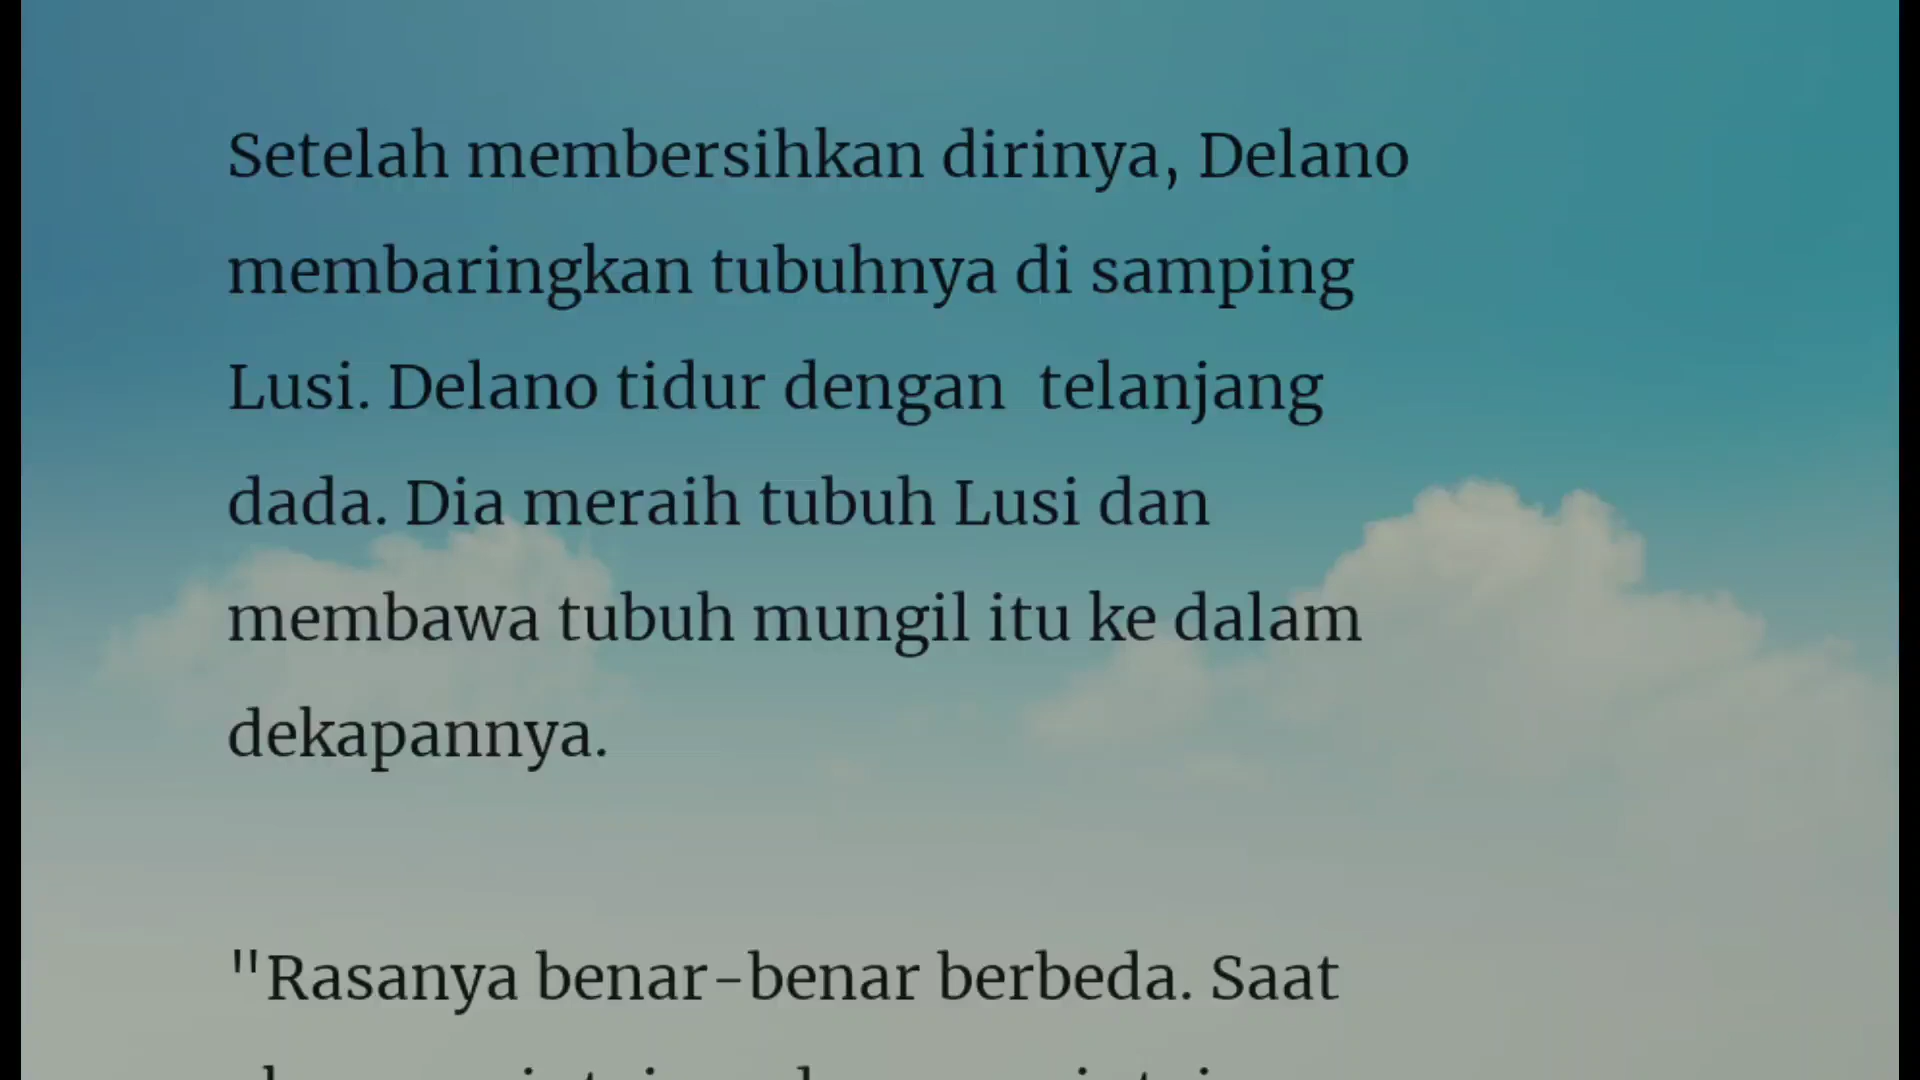 Setelah membersihkan dirinya, Delano
membaringkan tubuhnya di samping
Lusi. Delano tidur dengan  telanjang
dada. Dia meraih tubuh Lusi dan
membawa tubuh mungil itu ke dalam
dekapannya.
"Rasanya benar-benar berbeda. Saat